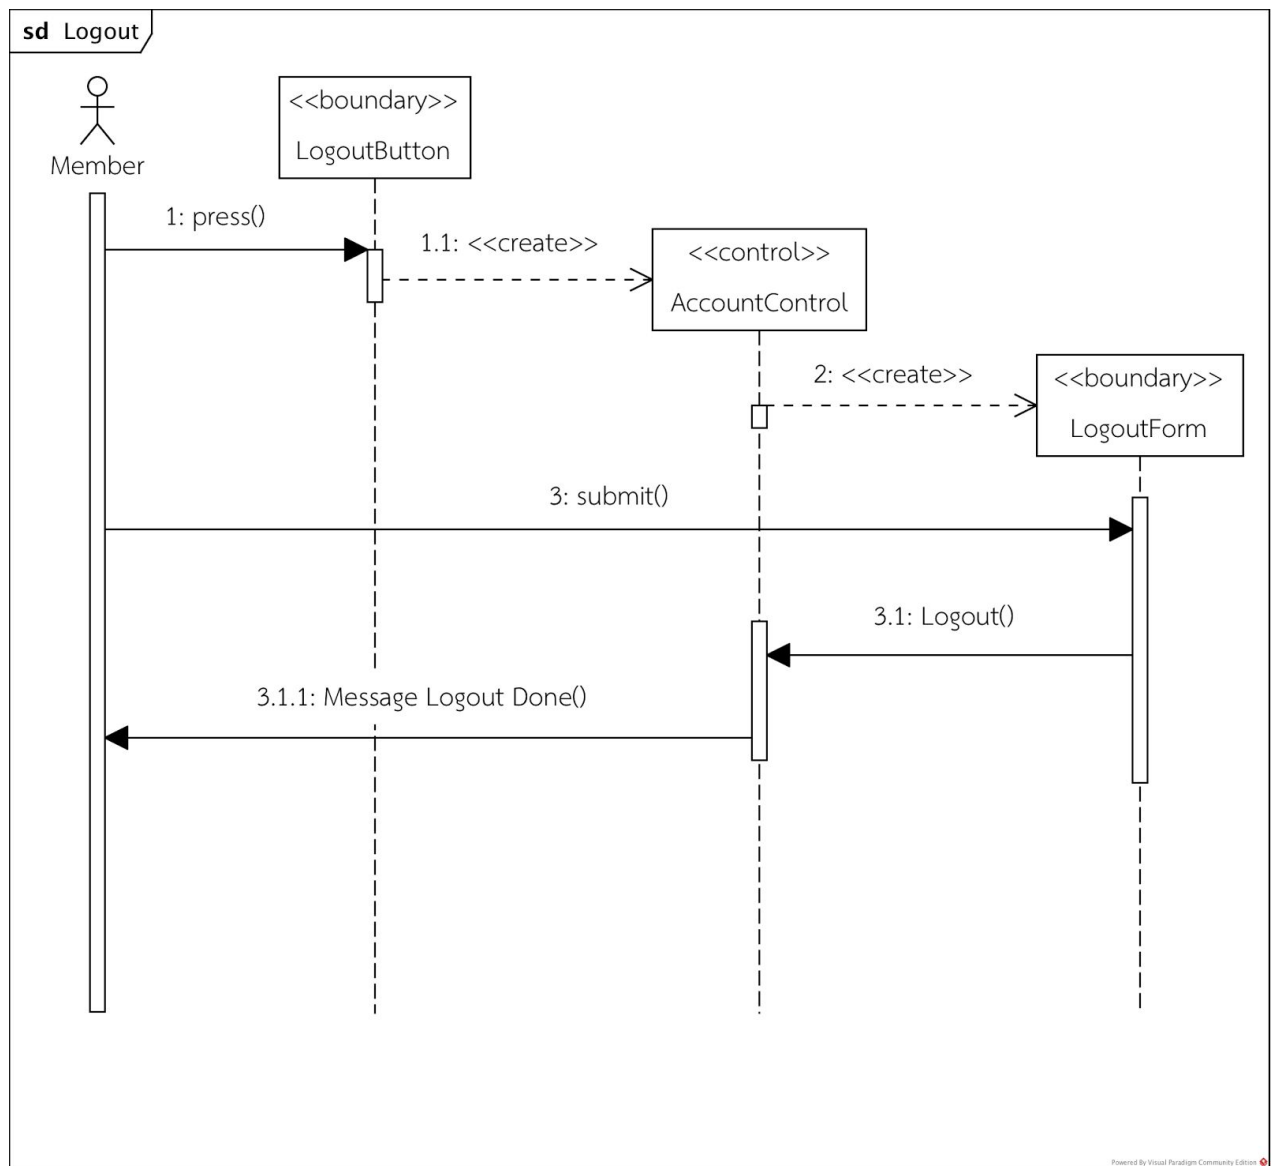 sd Logout
Member
<<boundary>>
LogoutButton
1: press()
1.1: <<create>>
<<control>>
AccountControl
2: <<create>>
<<boundary>>
LogoutForm
3: submit()
3.1: Logout()
3.1.1: Message Logout Done()
Powered By Visual Paradigm Community Edition